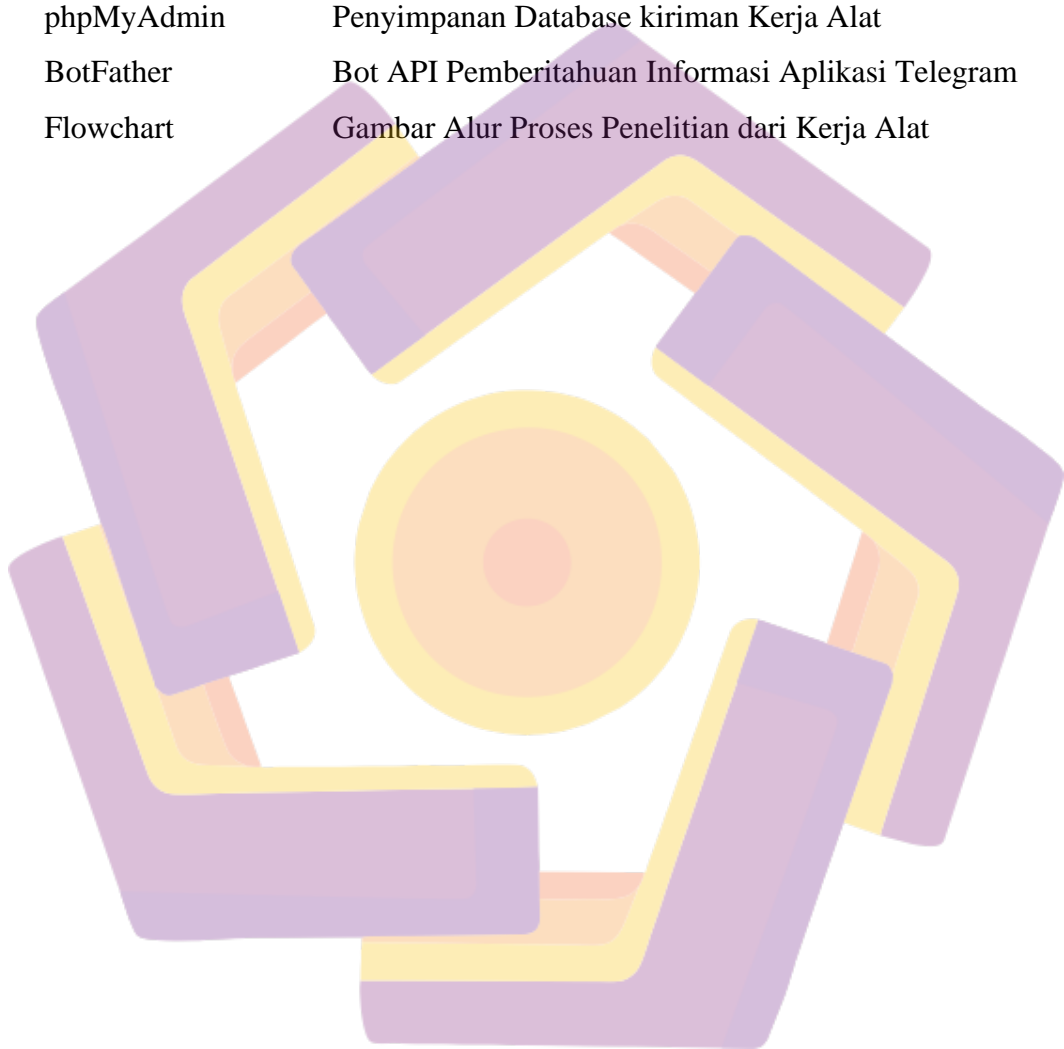 phpMyAdmin Penyimpanan Database kiriman Kerja Alat
BotFather Bot API Pemberitahuan Informasi Aplikasi Telegram
Flowchart Gambar Alur Proses Penelitian dari Kerja Alat